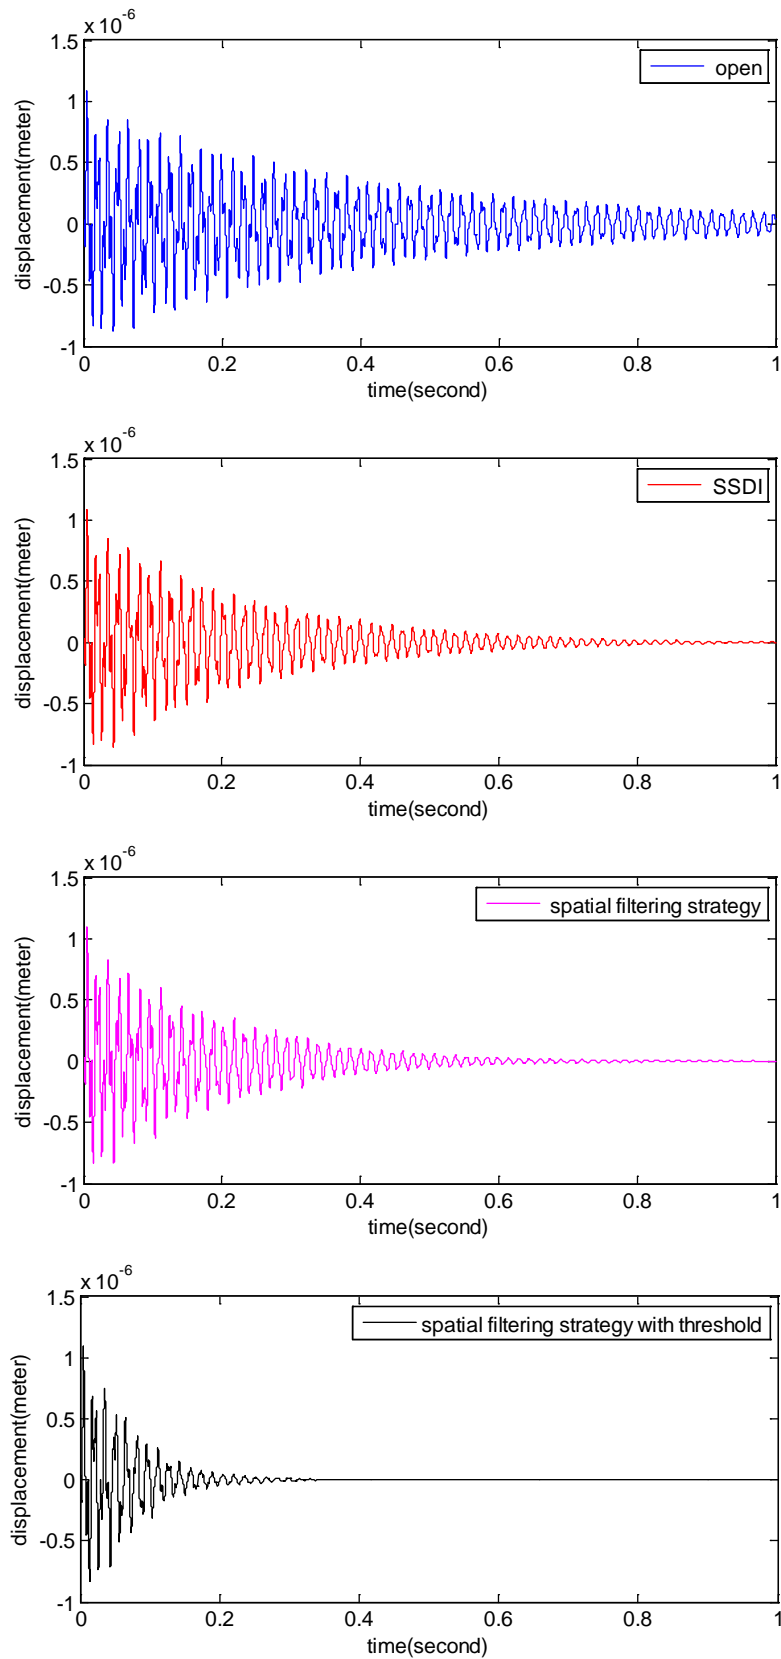 x 10^-6
1.5
open
1
0.5
0
-0.5
-1
displacement(meter)
0 0.2 0.4 0.6 0.8 1
time(second)
x 10^-6
1.5
SSDI
1
0.5
0
-0.5
-1
displacement(meter)
0 0.2 0.4 0.6 0.8 1
time(second)
x 10^-6
1.5
spatial filtering strategy
1
0.5
0
-0.5
-1
displacement(meter)
0 0.2 0.4 0.6 0.8 1
time(second)
x 10^-6
1.5
spatial filtering strategy with threshold
1
0.5
0
-0.5
-1
displacement(meter)
0 0.2 0.4 0.6 0.8 1
time(second)